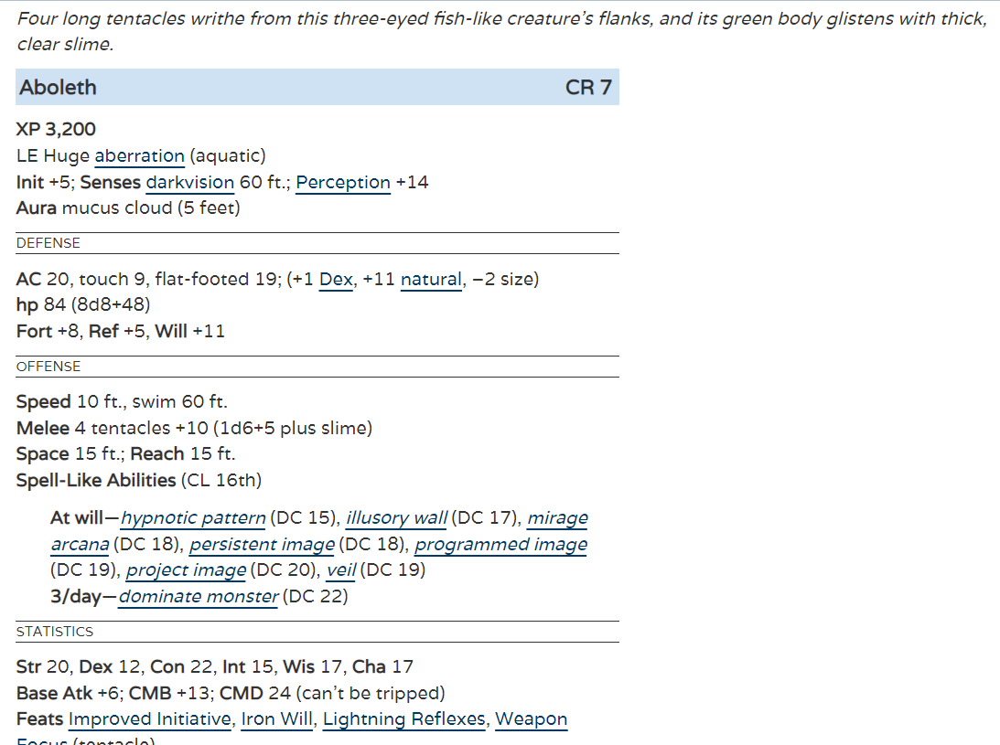 Four long tentacles writhe from this three-eyed fish-like creature's flanks, and its green body glistens with thick,
clear slime.
Aboleth CR 7
XP 3,200
LE Huge aberration (aquatic)
Init +5; Senses darkvision 60 ft.; Perception +14
Aura mucus cloud (5 feet)
DEFENSE
AC 20, touch 9, flat-footed 19; (+1 Dex, +11 natural, −2 size)
hp 84 (8d8+48)
Fort +8, Ref +5, Will +11
OFFENSE
Speed 10 ft., swim 60 ft.
Melee 4 tentacles +10 (1d6+5 plus slime)
Space 15 ft.; Reach 15 ft.
Spell-Like Abilities (CL 16th)
At will—hypnotic pattern (DC 15), illusory wall (DC 17), mirage
arcana (DC 18), persistent image (DC 18), programmed image
(DC 19), project image (DC 20), veil (DC 19)
3/day—dominate monster (DC 22)
STATISTICS
Str 20, Dex 12, Con 22, Int 15, Wis 17, Cha 17
Base Atk +6; CMB +13; CMD 24 (can't be tripped)
Feats Improved Initiative, Iron Will, Lightning Reflexes, Weapon
Focus (tentacle)